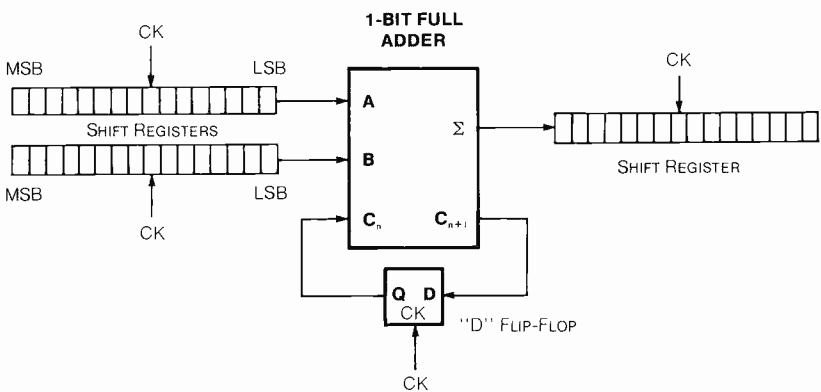 1-BIT FULL
ADDER
CK
MSB
LSB
SHIFT REGISTERS
MSB
LSB
CK
A
B
Cn
Σ
Cn+1
CK
SHIFT REGISTER
Q D
CK
"D" FLIP-FLOP
CK